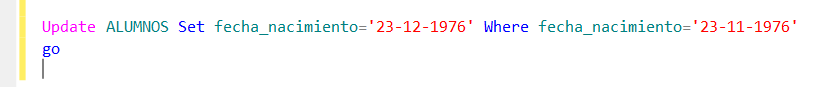 Update ALUMNOS Set fecha_nacimiento='23-12-1976' Where fecha_nacimiento='23-11-1976'
go